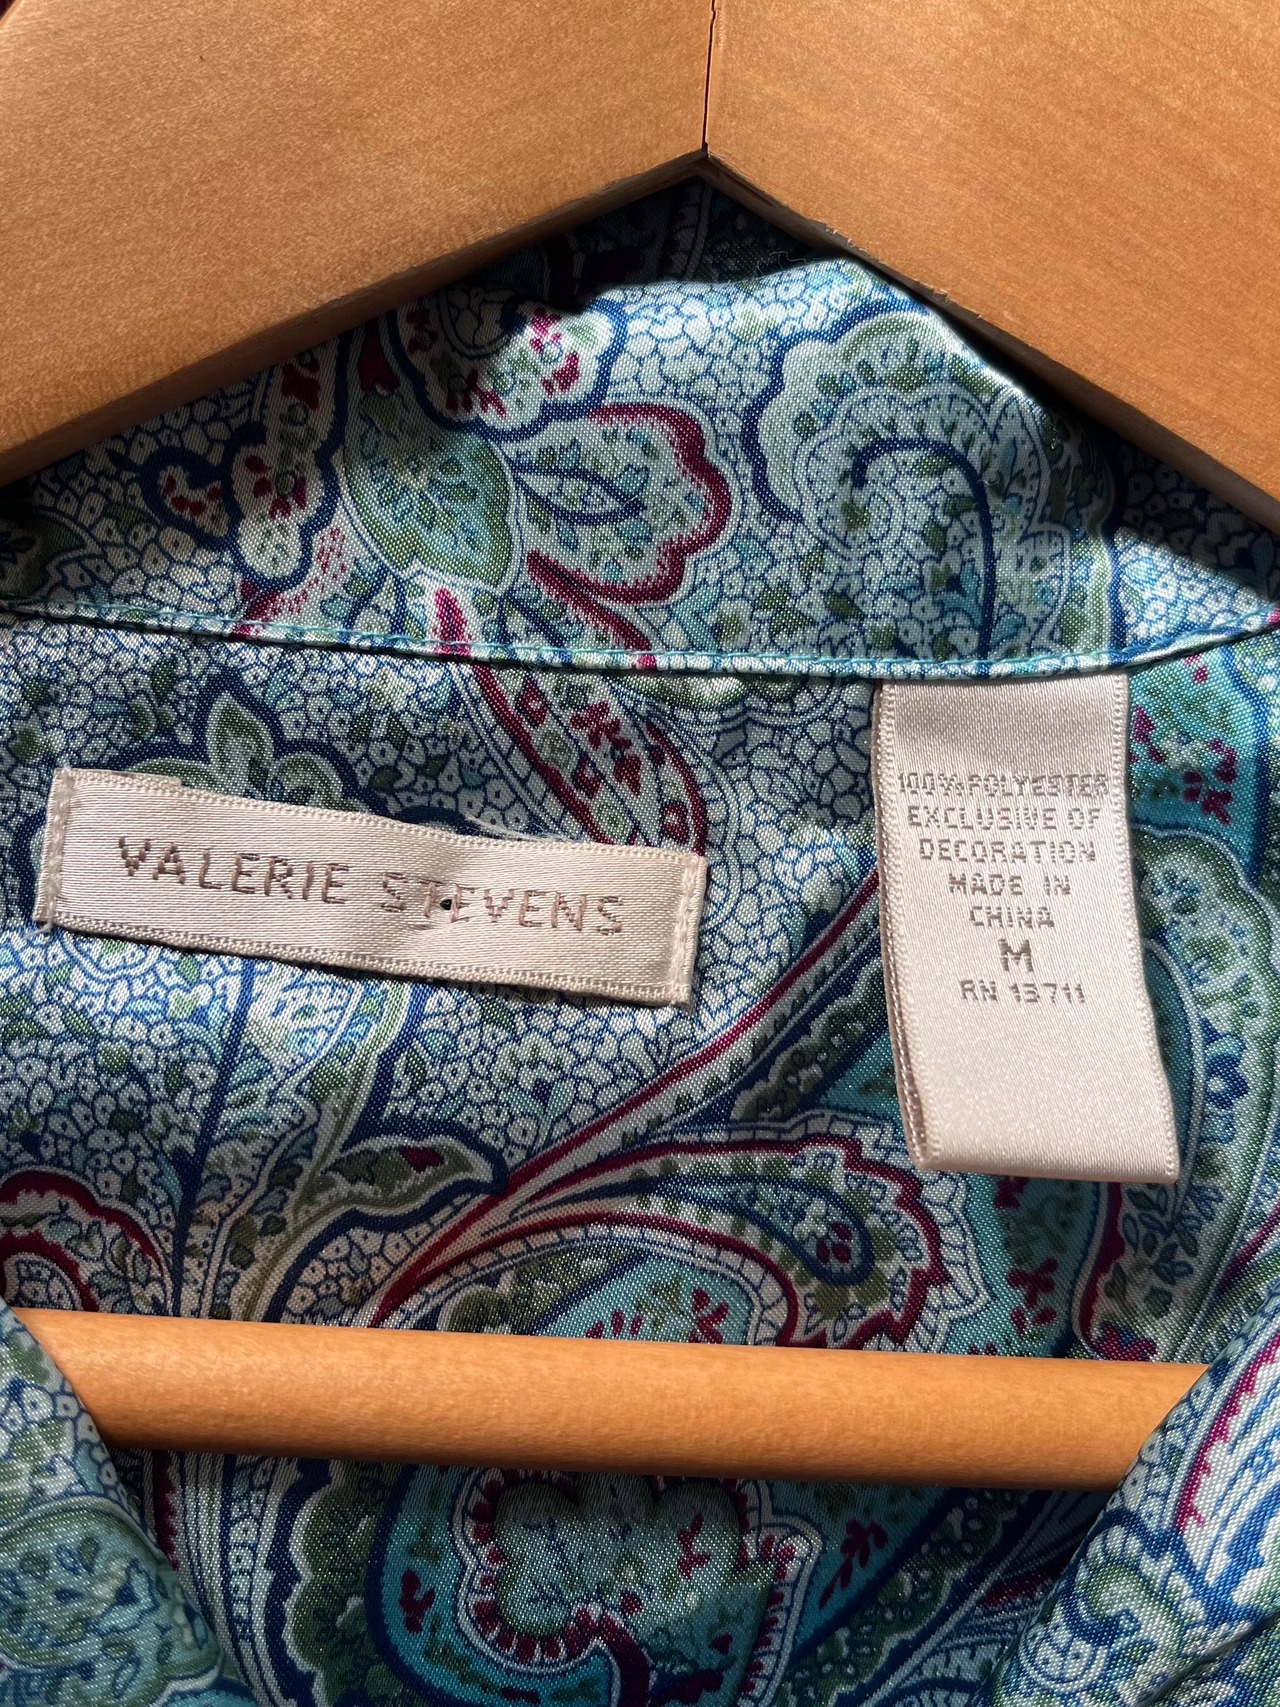 VALERIE STEVENS
100% POLYESTER
EXCLUSIVE OF
DECORATION
MADE IN
CHINA
M
RN 13711